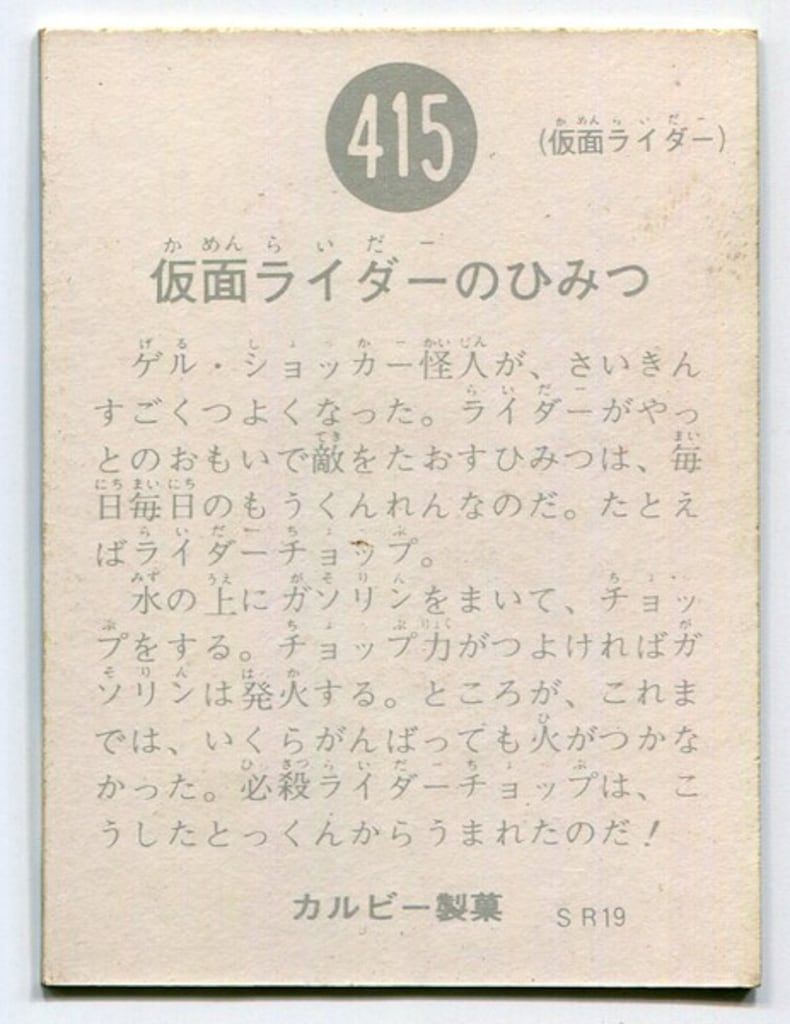 415
(仮面ライダー)
仮面ライダーのひみつ
ゲル・ショッカー怪人が、さいきん
すごくつよくなった。ライダーがやっ
とのおもいで敵をたおすひみつは、毎
日毎日のもうくんれんなのだ。たとえ
ばライダーチョップ。
水の上にガソリンをまいて、チョッ
プをする。チョップ力がつよければガ
ソリンは発火する。ところが、これま
では、いくらがんばっても火がつかな
かった。必殺ライダーチョップは、こ
うしたとっくんからうまれたのだ!
カルビー製菓 SR19